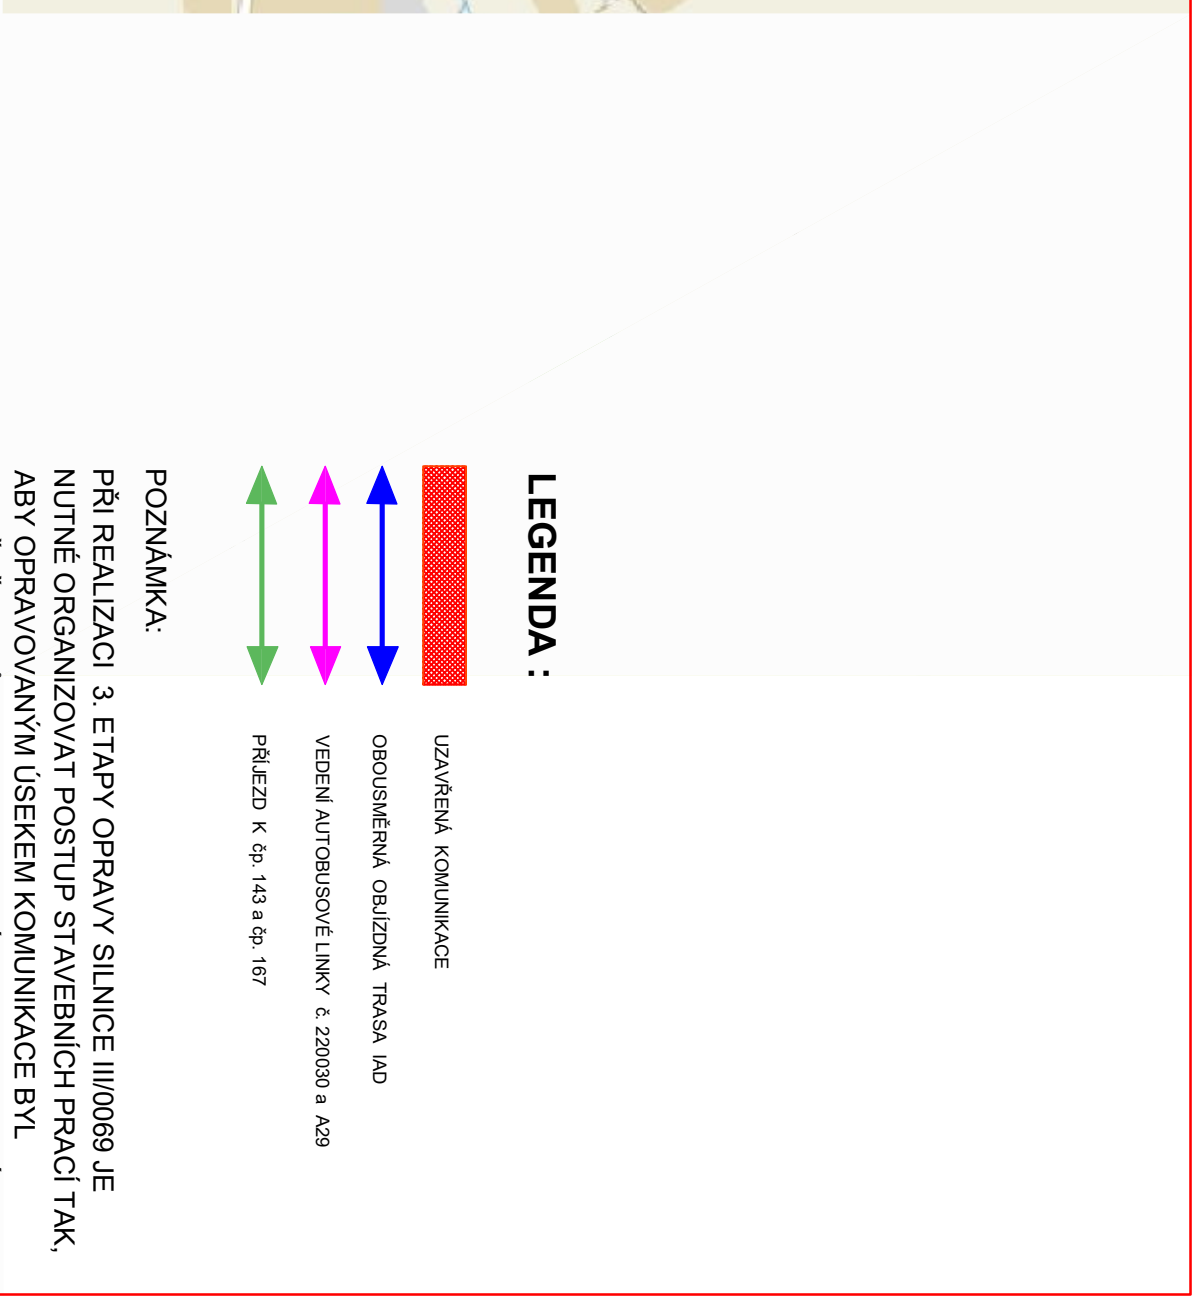 LEGENDA :
UZAVŘENÁ KOMUNIKACE
OBOUSMĚRNÁ OBJÍZDNÁ TRASA IAD
VEDENÍ AUTOBUSOVÉ LINKY č. 220030 a A29
PŘÍJEZD K čp. 143 a čp. 167
POZNÁMKA:
PŘI REALIZACI 3. ETAPY OPRAVY SILNICE III/0069 JE
NUTNÉ ORGANIZOVAT POSTUP STAVEBNÍCH PRACÍ TAK,
ABY OPRAVOVANÝM ÚSEKEM KOMUNIKACE BYL